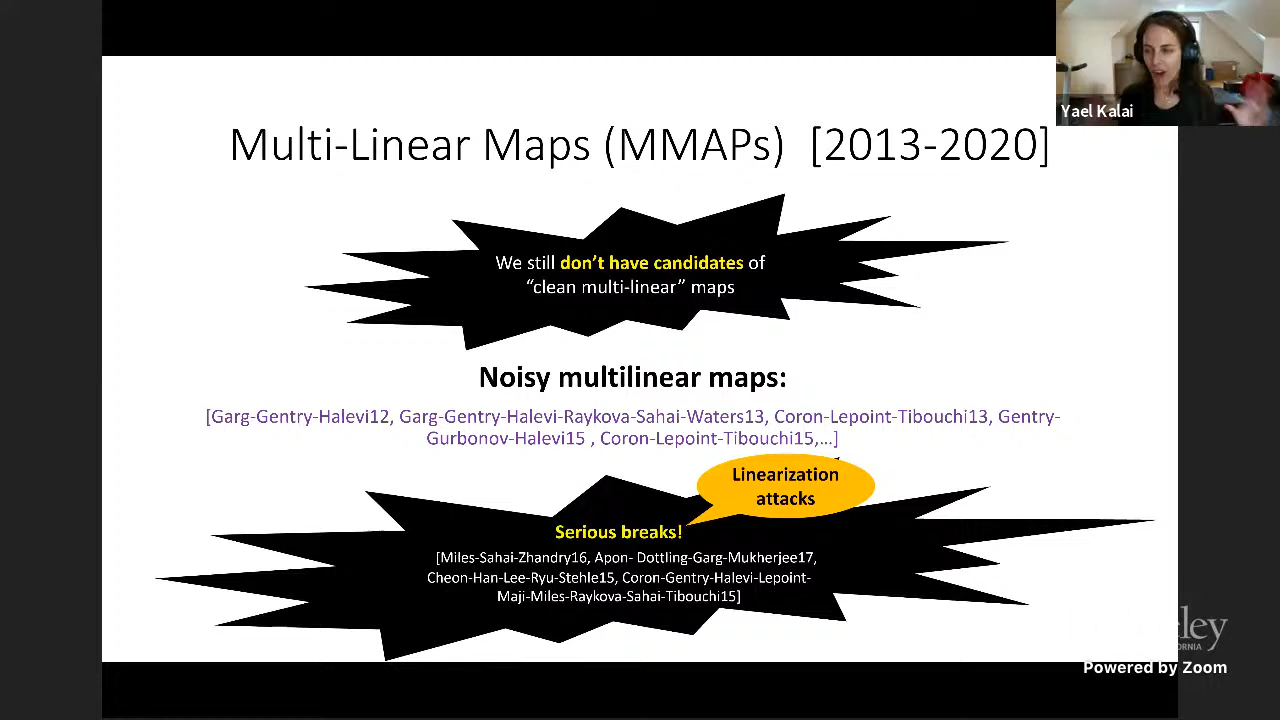 Yael Kalai
Multi-Linear Maps (MMAPs) [2013-2020]
We still don't have candidates of
“clean multi-linear” maps
Noisy multilinear maps:
[Garg-Gentry-Halevi12, Garg-Gentry-Halevi-Raykova-Sahai-Waters13, Coron-Lepoint-Tibouchi13, Gentry-
Gurbonov-Halevi15 , Coron-Lepoint-Tibouchi15,...]
Linearization
attacks
Serious breaks!
[Miles-Sahai-Zhandry16, Apon- Dottling-Garg-Mukherjee17,
Cheon-Han-Lee-Ryu-Stehle15, Coron-Gentry-Halevi-Lepoint-
Maji-Miles-Raykova-Sahai-Tibouchi15]
eley
ORNIA
Powered by Zoom